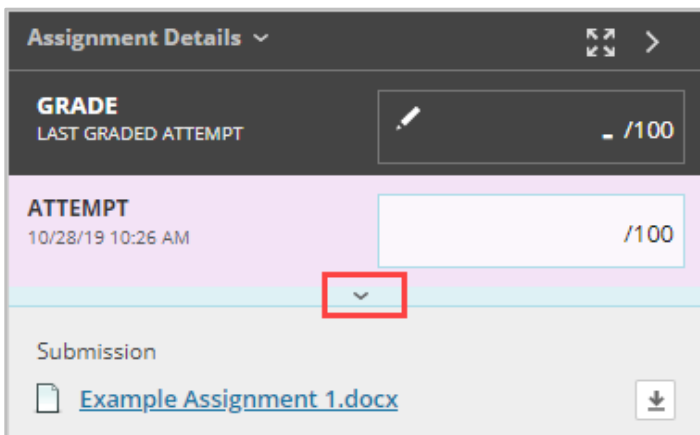 Assignment Details
GRADE
LAST GRADED ATTEMPT
- /100
ATTEMPT
10/28/19 10:26 AM
/100
Submission
Example Assignment 1.docx